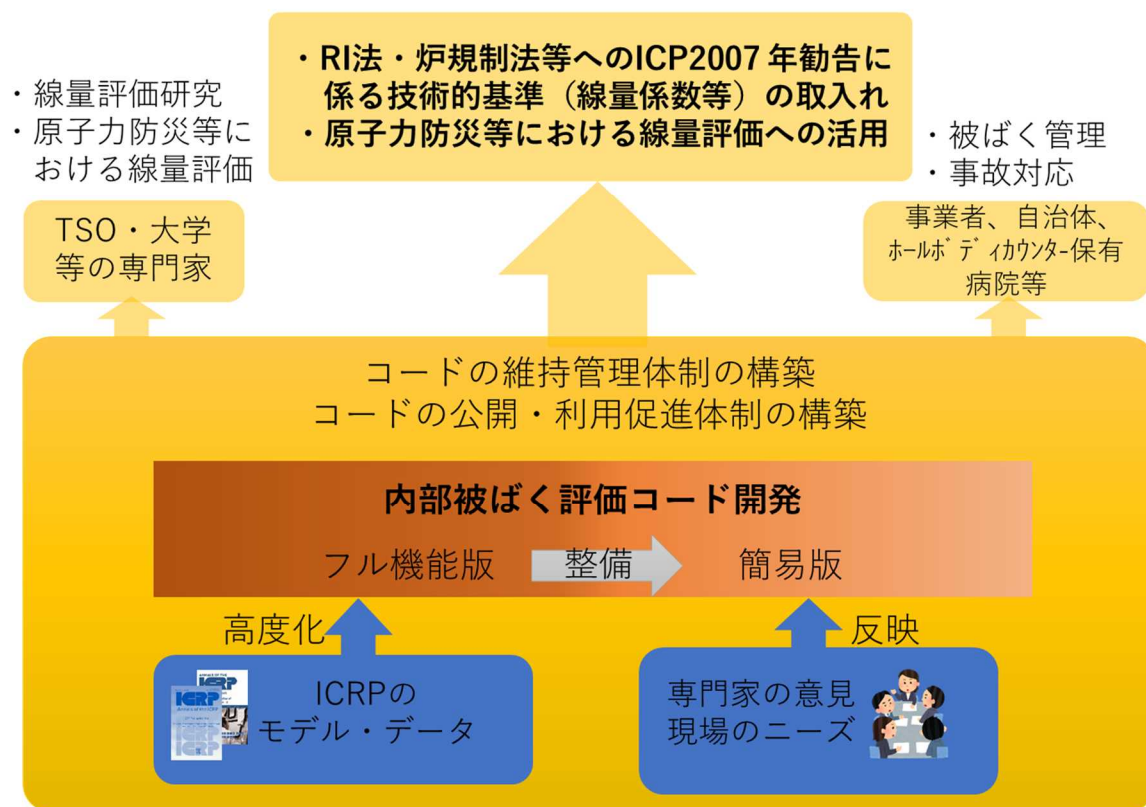 ・RI法・炉規制法等へのICP2007年勧告に
係る技術的基準（線量係数等）の取入れ
・原子力防災等における線量評価への活用
・線量評価研究
・原子力防災等に
おける線量評価
・被ばく管理
・事故対応
TSO・大学
等の専門家
事業者、自治体、
ﾎｰﾙﾎﾞﾃﾞｨｶｳﾝﾀｰ保有
病院等
コードの維持管理体制の構築
コードの公開・利用促進体制の構築
内部被ばく評価コード開発
フル機能版
整備
簡易版
高度化
反映
ICRP
ICRP
ICRPの
モデル・データ
専門家の意見
現場のニーズ